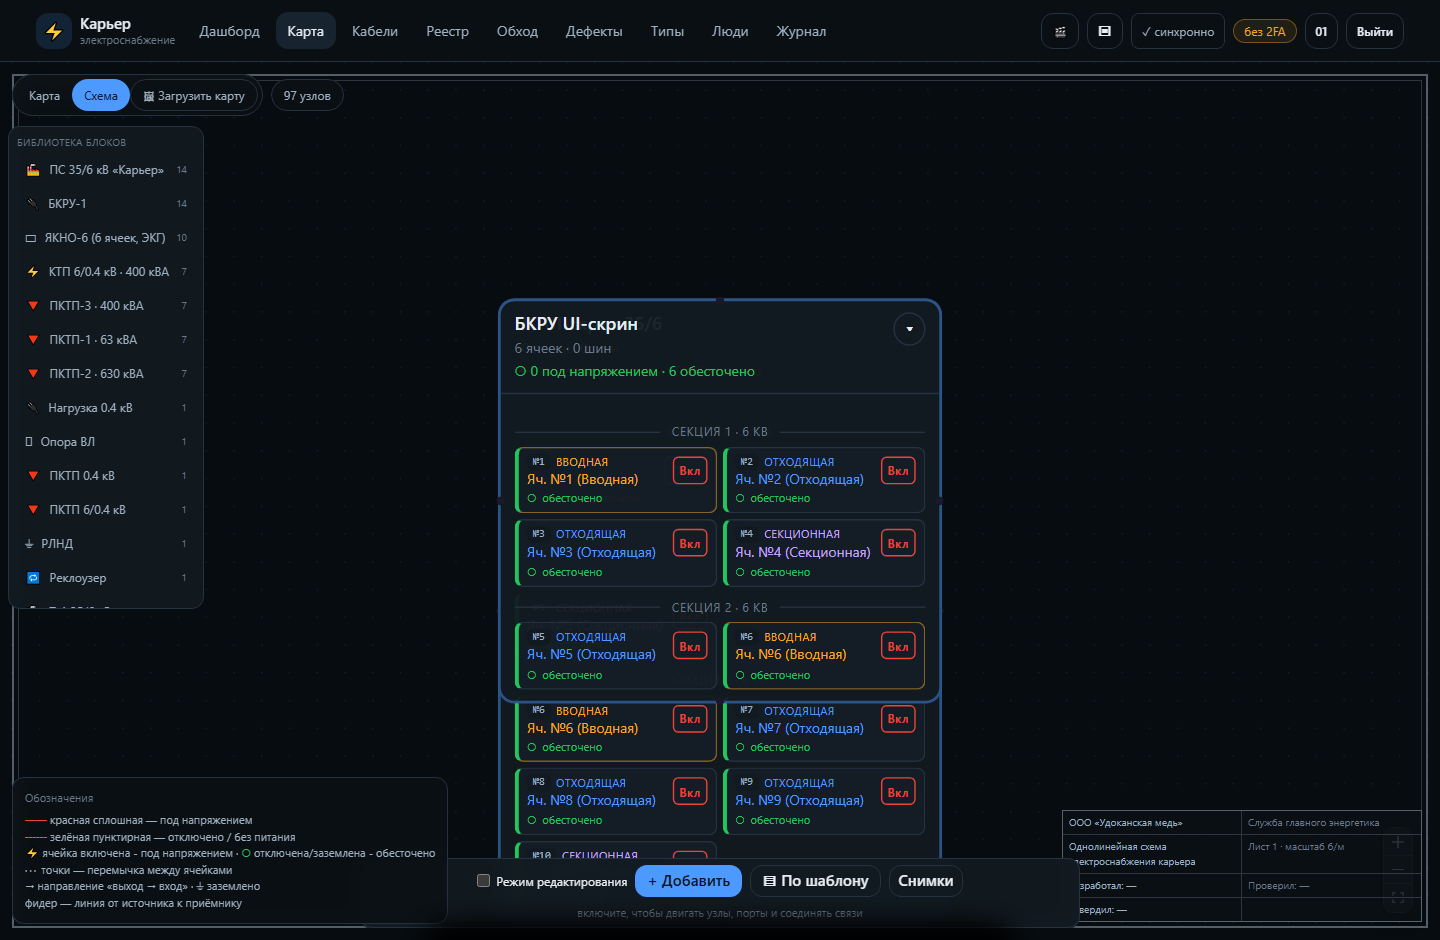 Карьер
электроснабжение
Дашборд Карта Кабели Реестр Обход Дефекты Типы Люди Журнал
✓ синхронно
без 2FA
01
Выйти
Карта Схема Загрузить карту 97 узлов
БИБЛИОТЕКА БЛОКОВ
ПС 35/6 кВ «Карьер» 14
БКРУ-1 14
ЯКНО-6 (6 ячеек, ЭКГ) 10
КТП 6/0.4 кВ · 400 кВА 7
ПКТП-3 · 400 кВА 7
ПКТП-1 · 63 кВА 7
ПКТП-2 · 630 кВА 7
Нагрузка 0.4 кВ 1
Опора ВЛ 1
ПКТП 0.4 кВ 1
ПКТП 6/0.4 кВ 1
РЛНД 1
Реклоузер 1
БКРУ UI-скрин
6 ячеек · 0 шин
0 под напряжением · 6 обесточено
СЕКЦИЯ 1 · 6 КВ
№1 ВВОДНАЯ
Яч. №1 (Вводная)
обесточено
Вкл
№2 ОТХОДЯЩАЯ
Яч. №2 (Отходящая)
обесточено
Вкл
№3 ОТХОДЯЩАЯ
Яч. №3 (Отходящая)
обесточено
Вкл
№4 СЕКЦИОННАЯ
Яч. №4 (Секционная)
обесточено
Вкл
СЕКЦИЯ 2 · 6 КВ
№5 ОТХОДЯЩАЯ
Яч. №5 (Отходящая)
обесточено
Вкл
№6 ВВОДНАЯ
Яч. №6 (Вводная)
обесточено
Вкл
№6 ВВОДНАЯ
Яч. №6 (Вводная)
обесточено
Вкл
№7 ОТХОДЯЩАЯ
Яч. №7 (Отходящая)
обесточено
Вкл
№8 ОТХОДЯЩАЯ
Яч. №8 (Отходящая)
обесточено
Вкл
№9 ОТХОДЯЩАЯ
Яч. №9 (Отходящая)
обесточено
Вкл
№10 СЕКЦИОННАЯ
Обозначения
красная сплошная — под напряжением
зелёная пунктирная — отключено / без питания
ячейка включена - под напряжением · отключена/заземлена - обесточено
точки — перемычка между ячейками
→ направление «выход → вход» · заземлено
фидер — линия от источника к приёмнику
Режим редактирования
+ Добавить
По шаблону
Снимки
включите, чтобы двигать узлы, порты и соединять связи
ООО «Удоканская медь» Служба главного энергетика
Однолинейная схема
лектроснабжения карьера
Лист 1 · масштаб б/м
зработал: — Проверил: —
вердил: —